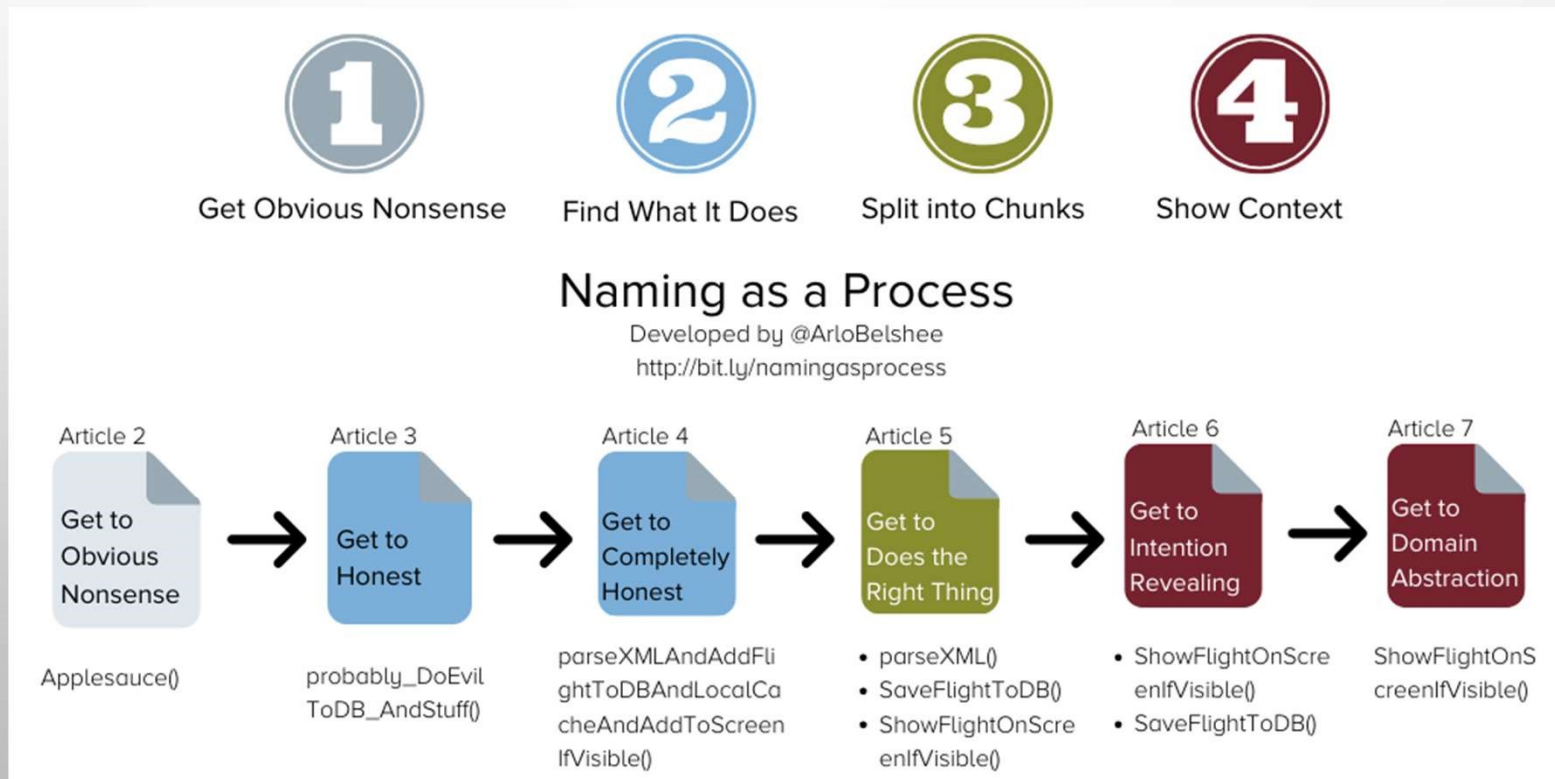 1
2
3
4
Get Obvious Nonsense
Find What It Does
Split into Chunks
Show Context
Naming as a Process
Developed by @ArloBelshee
http://bit.ly/namingasprocess
Article 2
Get to
Obvious
Nonsense
Applesauce()
Article 3
Get to
Honest
probably_DoEvil
ToDB_AndStuff()
Article 4
Get to
Completely
Honest
parseXMLAndAddFli
ghtToDBAndLocalCa
cheAndAddToScreen
IfVisible()
Article 5
Get to
Does the
Right Thing
• parseXML()
• SaveFlightToDB()
• ShowFlightOnScre
enIfVisible()
Article 6
Get to
Intention
Revealing
• ShowFlightOnScre
enIfVisible()
• SaveFlightToDB()
Article 7
Get to
Domain
Abstraction
ShowFlightOnS
creenIfVisible()